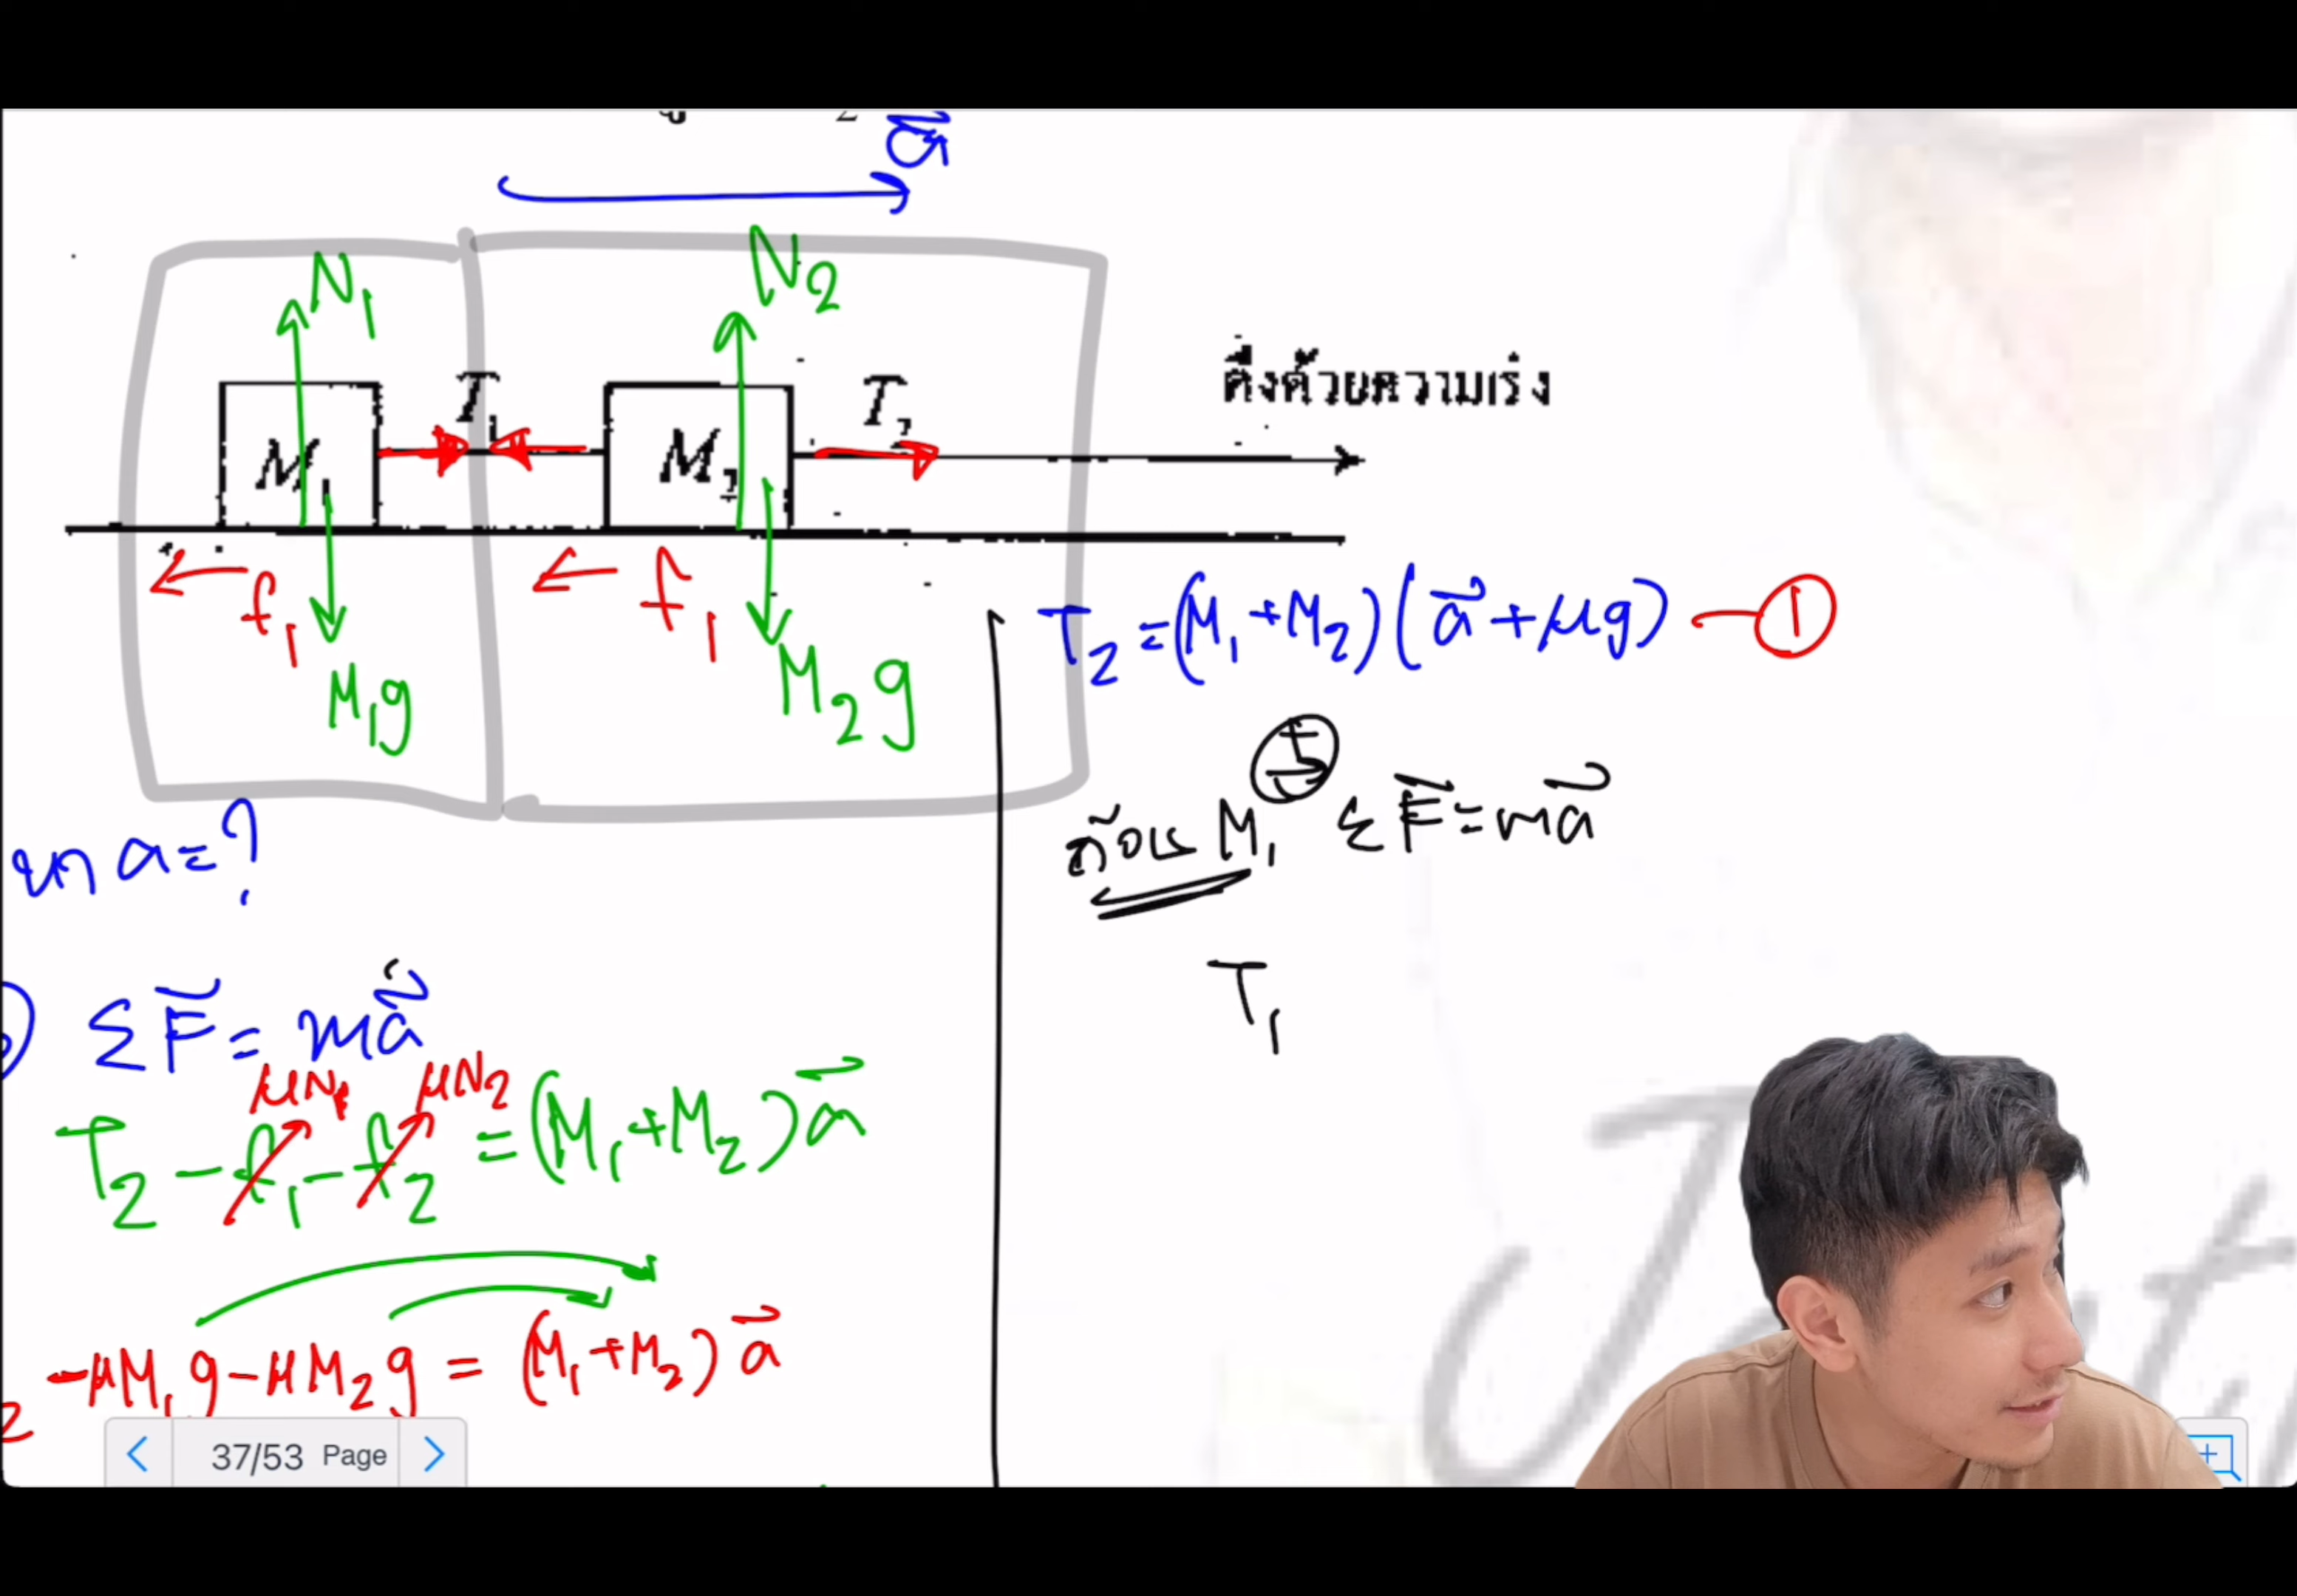 a
N₁
N₂
T₁
T₂
ดึงด้วยความเร่ง
M₁
M₂
f₁
f₁
M₁g
M₂g
หา a=?
ΣF=ma
μN₁ μN₂
T₂-f₁-f₂=(M₁+M₂)a
2 -μM₁g-μM₂g=(M₁+M₂)a
T₂=(M₁+M₂)(a+μg) — ①
ก้อน M₁ ΣF=ma
T₁
37/53 Page